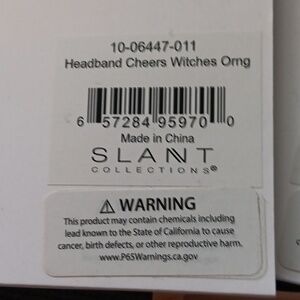 10-06447-011
Headband Cheers Witches Orng
6 57284 95970 0
Made in China
SLANT
COLLECTIONS®
⚠ WARNING
This product may contain chemicals including
lead known to the State of California to cause
cancer, birth defects, or other reproductive harm.
www.P65Warnings.ca.gov